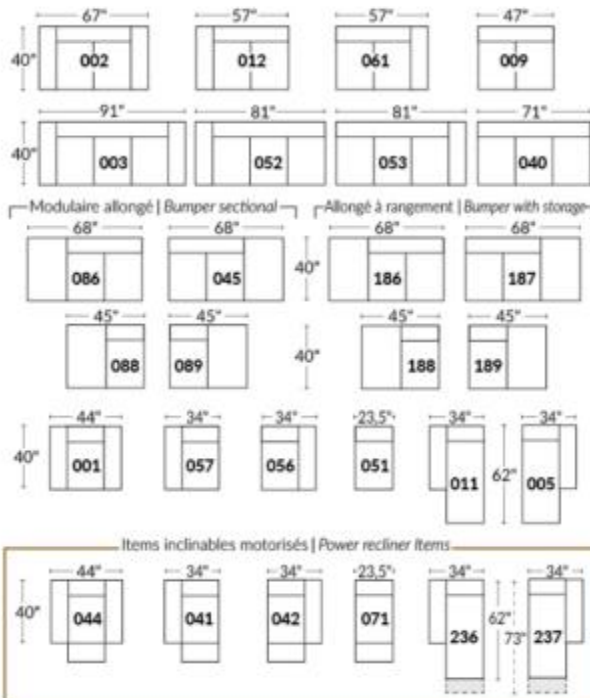 67" 57" 57" 47"
40" 002 012 061 009
91" 81" 81" 71"
40" 003 052 053 040
Modulaire allongé | Bumper sectional Allongé à rangement | Bumper with storage
68" 68" 68" 68"
086 045 40" 186 187
45" 45" 45" 45"
088 089 40" 188 189
44" 34" 34" 23,5" 34" 34"
40" 001 057 056 051 011 62" 005
Items inclinables motorisés | Power recliner Items
44" 34" 34" 23,5" 34" 34"
40" 044 041 042 071 236 62" 73" 237